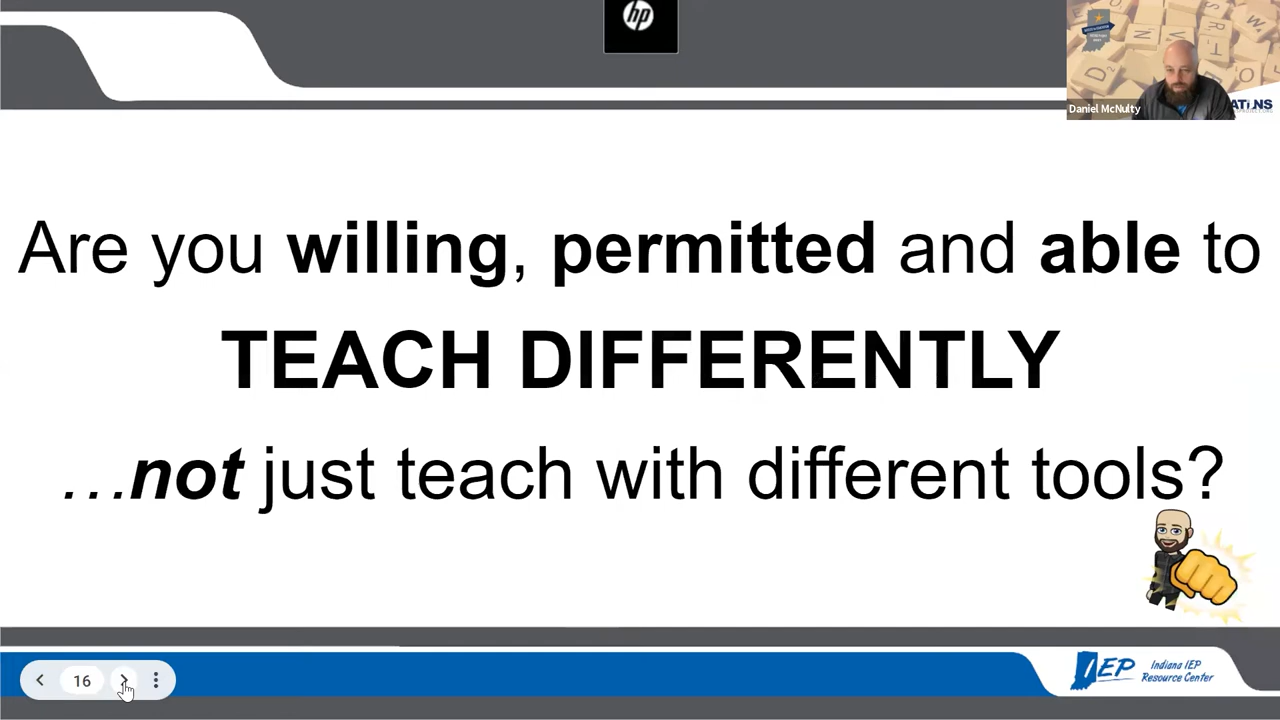 hp
Daniel McNulty
Are you willing, permitted and able to
TEACH DIFFERENTLY
…not just teach with different tools?
16
IEP
Indiana IEP
Resource Center